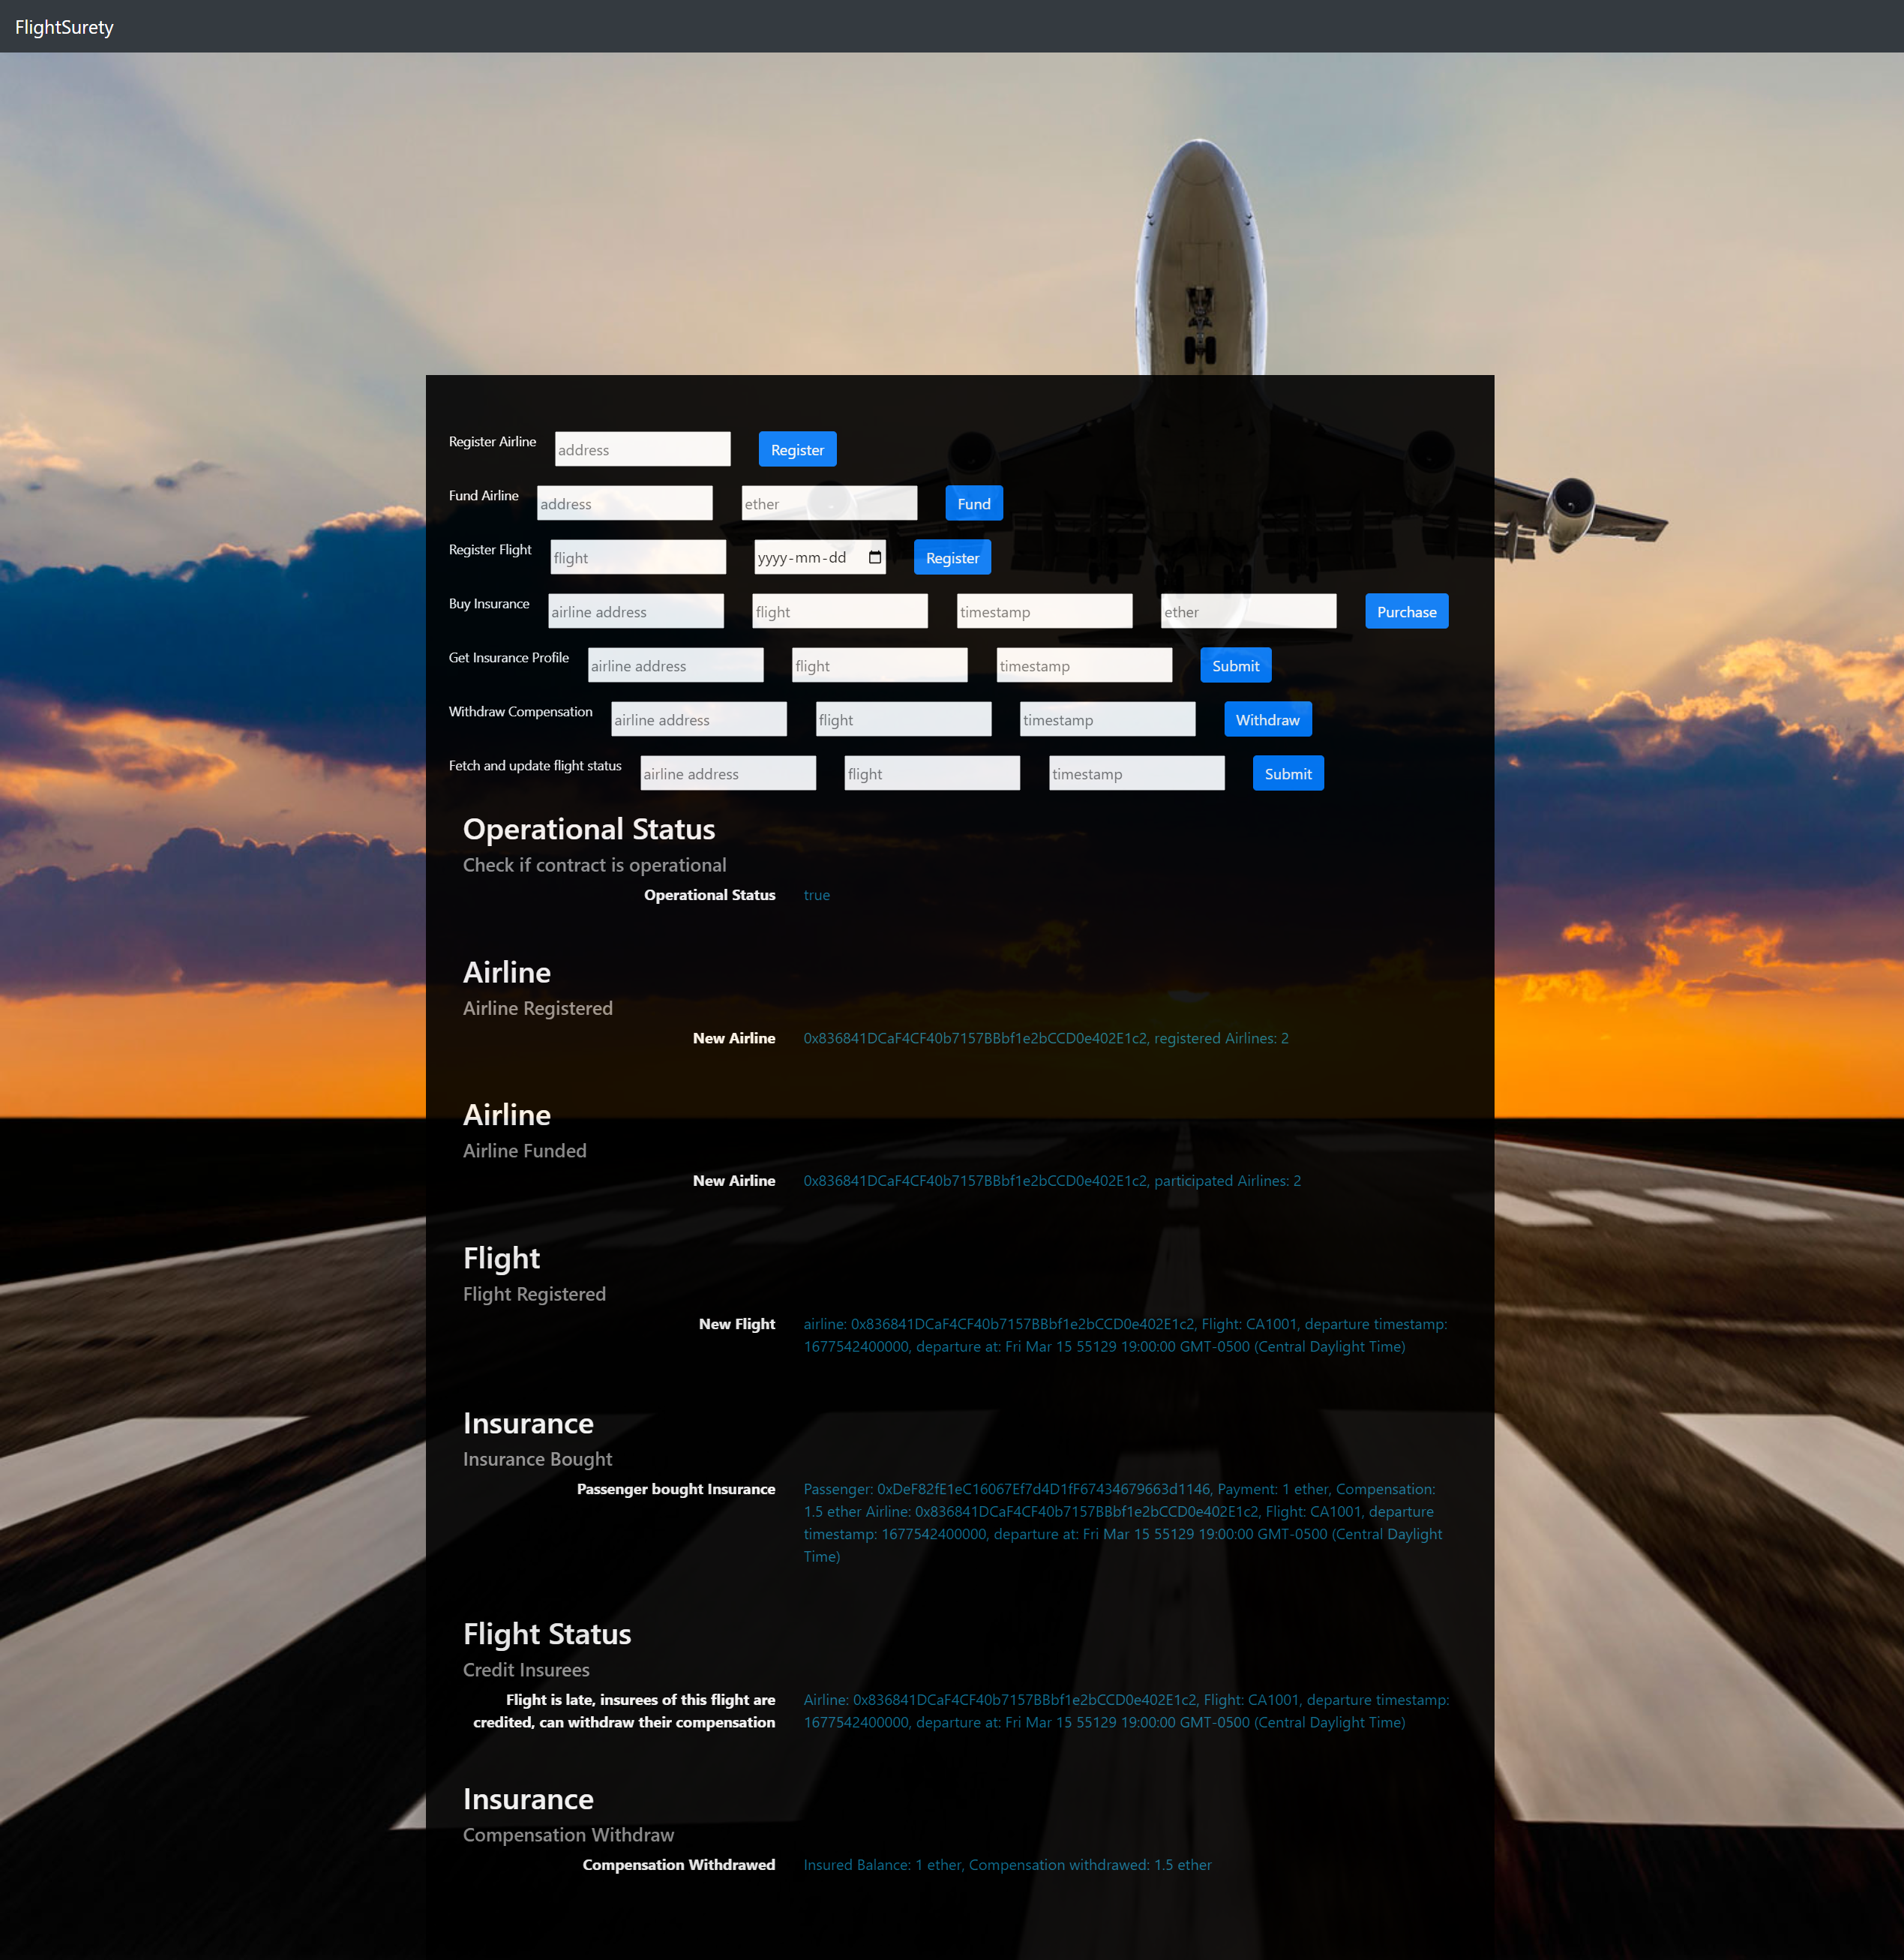 FlightSurety
Register Airline address Register
Fund Airline address ether Fund
Register Flight flight yyyy-mm-dd Register
Buy Insurance airline address flight timestamp ether Purchase
Get Insurance Profile airline address flight timestamp Submit
Withdraw Compensation airline address flight timestamp Withdraw
Fetch and update flight status airline address flight timestamp Submit
Operational Status
Check if contract is operational
Operational Status true
Airline
Airline Registered
New Airline 0x836841DCaF4CF40b7157BBbf1e2bCCD0e402E1c2, registered Airlines: 2
Airline
Airline Funded
New Airline 0x836841DCaF4CF40b7157BBbf1e2bCCD0e402E1c2, participated Airlines: 2
Flight
Flight Registered
New Flight airline: 0x836841DCaF4CF40b7157BBbf1e2bCCD0e402E1c2, Flight: CA1001, departure timestamp:
1677542400000, departure at: Fri Mar 15 55129 19:00:00 GMT-0500 (Central Daylight Time)
Insurance
Insurance Bought
Passenger bought Insurance Passenger: 0xDeF82fE1eC16067Ef7d4D1fF67434679663d1146, Payment: 1 ether, Compensation:
1.5 ether Airline: 0x836841DCaF4CF40b7157BBbf1e2bCCD0e402E1c2, Flight: CA1001, departure
timestamp: 1677542400000, departure at: Fri Mar 15 55129 19:00:00 GMT-0500 (Central Daylight
Time)
Flight Status
Credit Insurees
Flight is late, insurees of this flight are Airline: 0x836841DCaF4CF40b7157BBbf1e2bCCD0e402E1c2, Flight: CA1001, departure timestamp:
credited, can withdraw their compensation 1677542400000, departure at: Fri Mar 15 55129 19:00:00 GMT-0500 (Central Daylight Time)
Insurance
Compensation Withdraw
Compensation Withdrawed Insured Balance: 1 ether, Compensation withdrawed: 1.5 ether